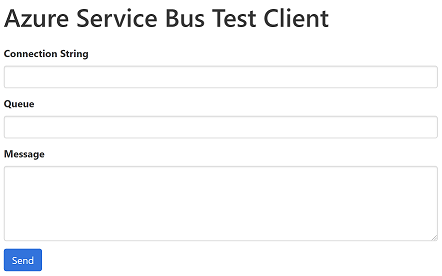 Azure Service Bus Test Client
Connection String
Queue
Message
Send